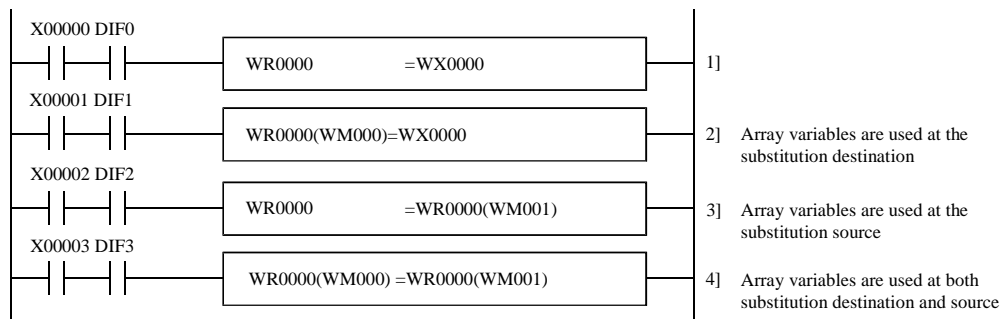 X00000 DIF0
WR0000 =WX0000 1]
X00001 DIF1
WR0000(WM000)=WX0000 2] Array variables are used at the
substitution destination
X00002 DIF2
WR0000 =WR0000(WM001) 3] Array variables are used at the
substitution source
X00003 DIF3
WR0000(WM000) =WR0000(WM001) 4] Array variables are used at both
substitution destination and source